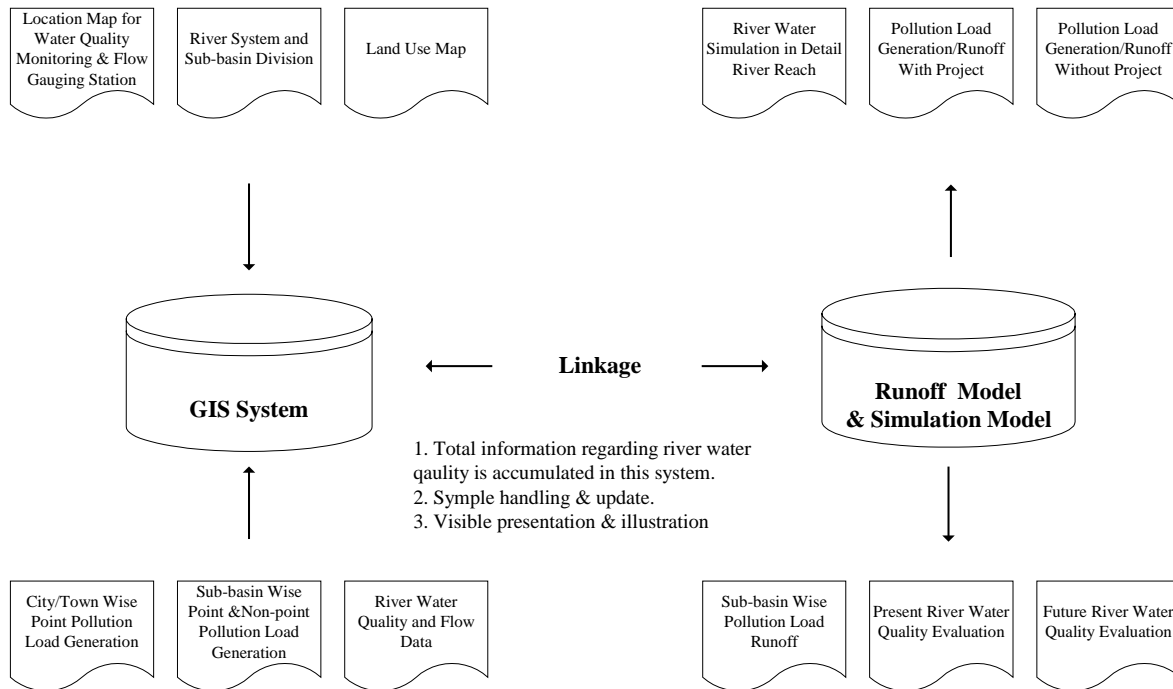 Location Map for
Water Quality
Monitoring & Flow
Gauging Station
River System and
Sub-basin Division
Land Use Map
River Water
Simulation in Detail
River Reach
Pollution Load
Generation/Runoff
With Project
Pollution Load
Generation/Runoff
Without Project
GIS System
Linkage
Runoff Model
& Simulation Model
1. Total information regarding river water
qaulity is accumulated in this system.
2. Symple handling & update.
3. Visible presentation & illustration
City/Town Wise
Point Pollution
Load Generation
Sub-basin Wise
Point &Non-point
Pollution Load
Generation
River Water
Quality and Flow
Data
Sub-basin Wise
Pollution Load
Runoff
Present River Water
Quality Evaluation
Future River Water
Quality Evaluation